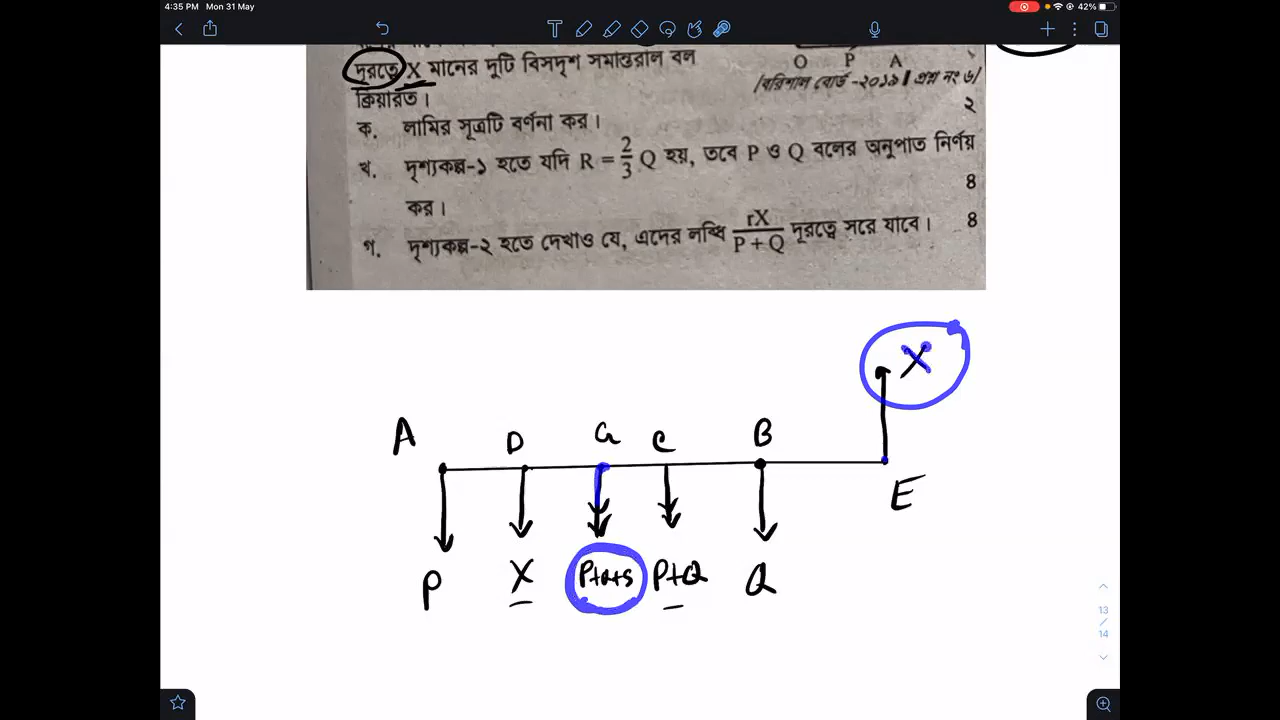 4:35 PM Mon 31 May
42%
T
O P A
দূরত্বে X মানের দুটি বিসদৃশ সমান্তরাল বল
/বরিশাল বোর্ড -২০১৯ । প্রশ্ন নং ৬/
ক্রিয়ারত।
ক. লামির সূত্রটি বর্ণনা কর। ২
খ. দৃশ্যকল্প-১ হতে যদি R = 2/3 Q হয়, তবে P ও Q বলের অনুপাত নির্ণয়
কর। 8
গ. দৃশ্যকল্প-২ হতে দেখাও যে, এদের লব্ধি rX/P+Q দূরত্বে সরে যাবে। 8
X
A D G C B
E
P X P+Q+S P+Q Q
13
/
14